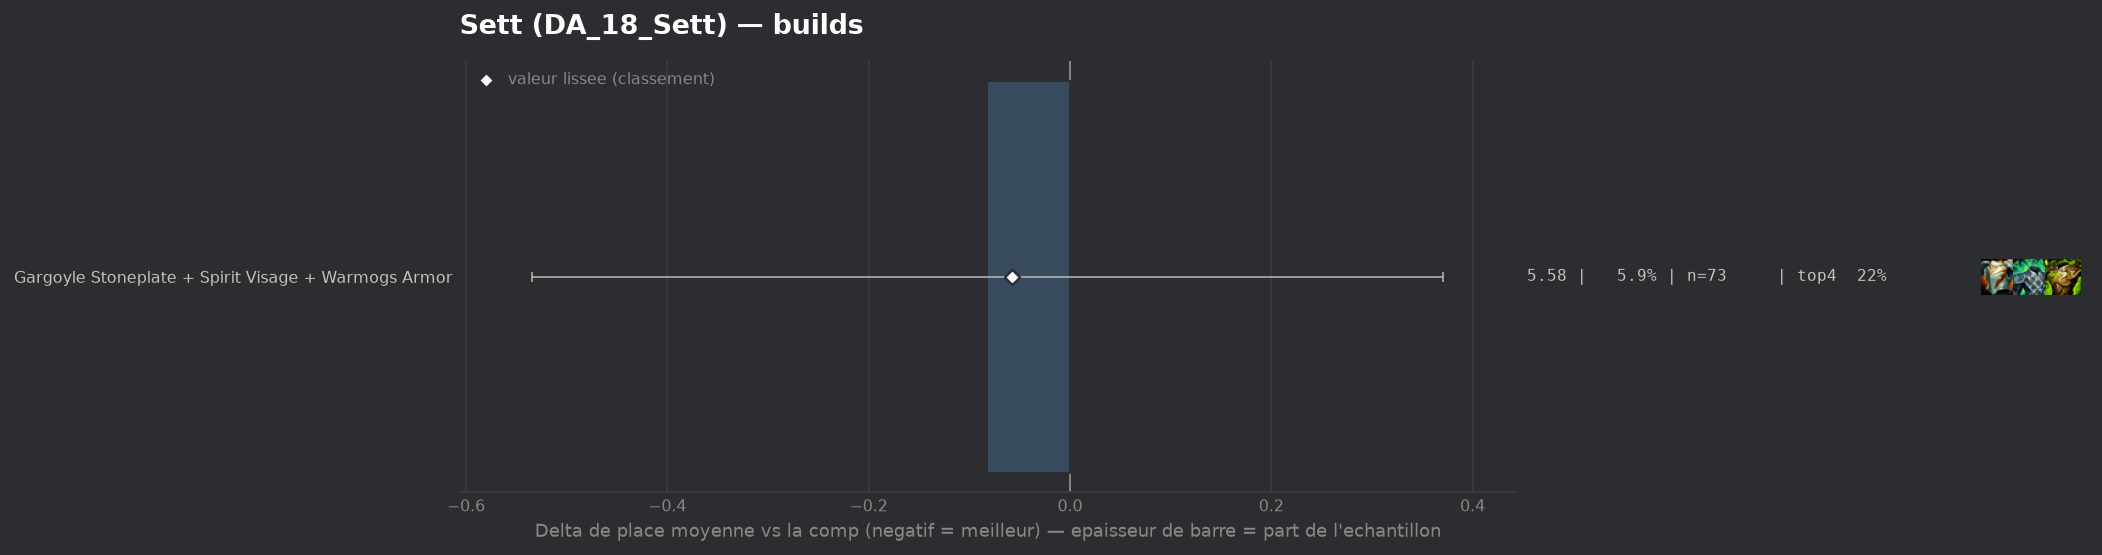 Sett (DA_18_Sett) — builds
valeur lissee (classement)
Gargoyle Stoneplate + Spirit Visage + Warmogs Armor
5.58 | 5.9% | n=73 | top4 22%
−0.6 −0.4 −0.2 0.0 0.2 0.4
Delta de place moyenne vs la comp (negatif = meilleur) — epaisseur de barre = part de l'echantillon